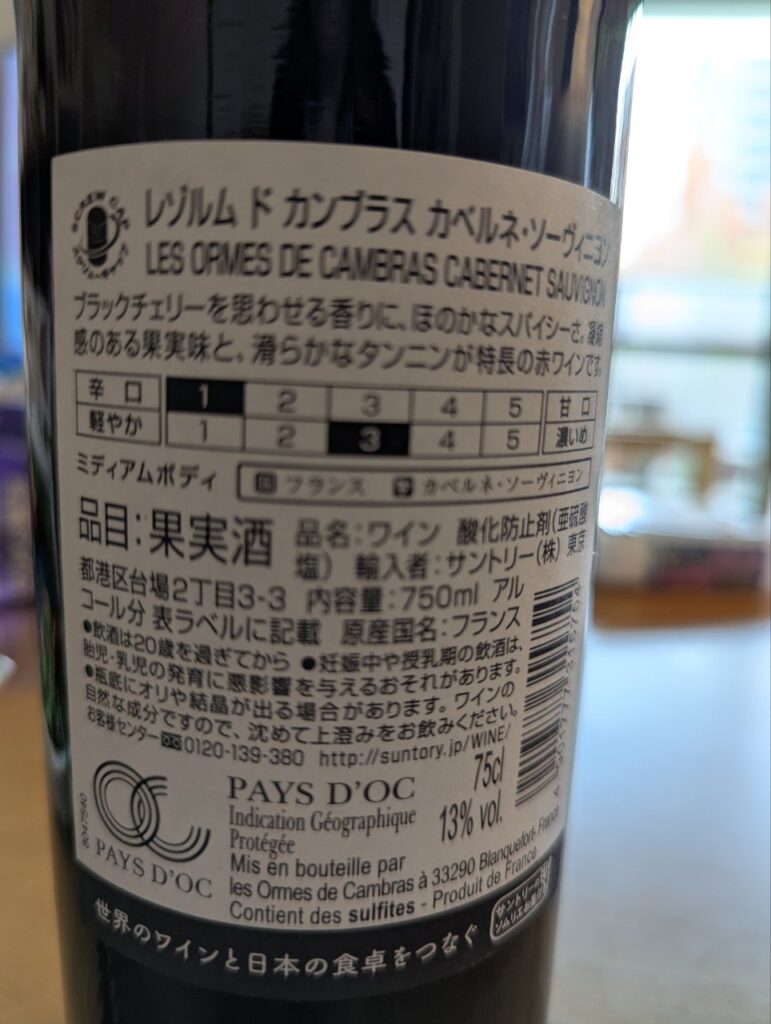 SCREW CAP
レゾルム ド カンブラス カベルネ・ソーヴィニヨン
LES ORMES DE CAMBRAS CABERNET SAUVIGNON
ブラックチェリーを思わせる香りに、ほのかなスパイシーさ。凝縮
感のある果実味と、滑らかなタンニンが特長の赤ワインです。
辛口 1 2 3 4 5 甘口
軽やか 1 2 3 4 5 濃いめ
ミディアムボディ 国 フランス カベルネ・ソーヴィニヨン
品目:果実酒 品名:ワイン 酸化防止剤(亜硫酸
塩) 輸入者:サントリー(株) 東京
都港区台場2丁目3-3 内容量:750ml アル
コール分 表ラベルに記載 原産国名:フランス
●飲酒は20歳を過ぎてから ●妊娠中や授乳期の飲酒は、
胎児・乳児の発育に悪影響を与えるおそれがあります。
●瓶底にオリや結晶が出る場合があります。ワインの
自然な成分ですので、沈めて上澄みをお飲みください。
お客様センター 0120-139-380 http://suntory.jp/WINE/
PAYS D'OC
75cl
Indication Géographique
Protégée
13% vol.
PAYS D'OC
Mis en bouteille par
les Ormes de Cambras à 33290 Blanquefort- France
Contient des sulfites - Produit de France
世界のワインと日本の食卓をつなぐ